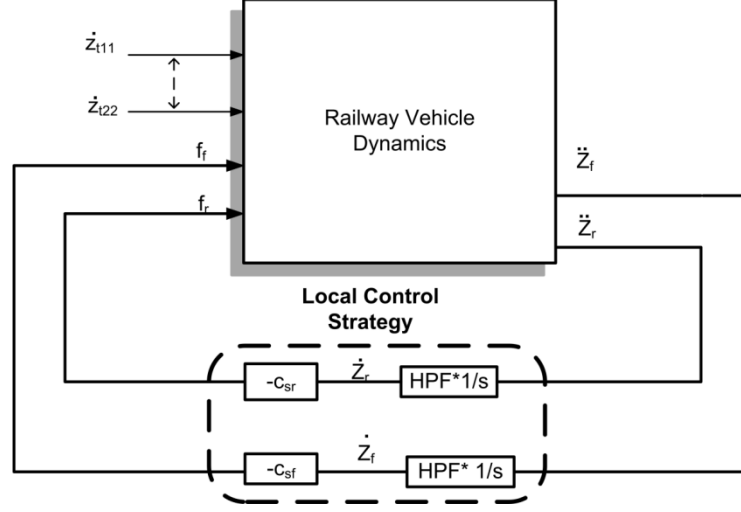 ż_t11
ż_t22
f_f
f_r
Railway Vehicle
Dynamics
Z̈_f
Z̈_r
Local Control
Strategy
-c_sr
Ż_r
HPF*1/s
-c_sf
Ż_f
HPF* 1/s